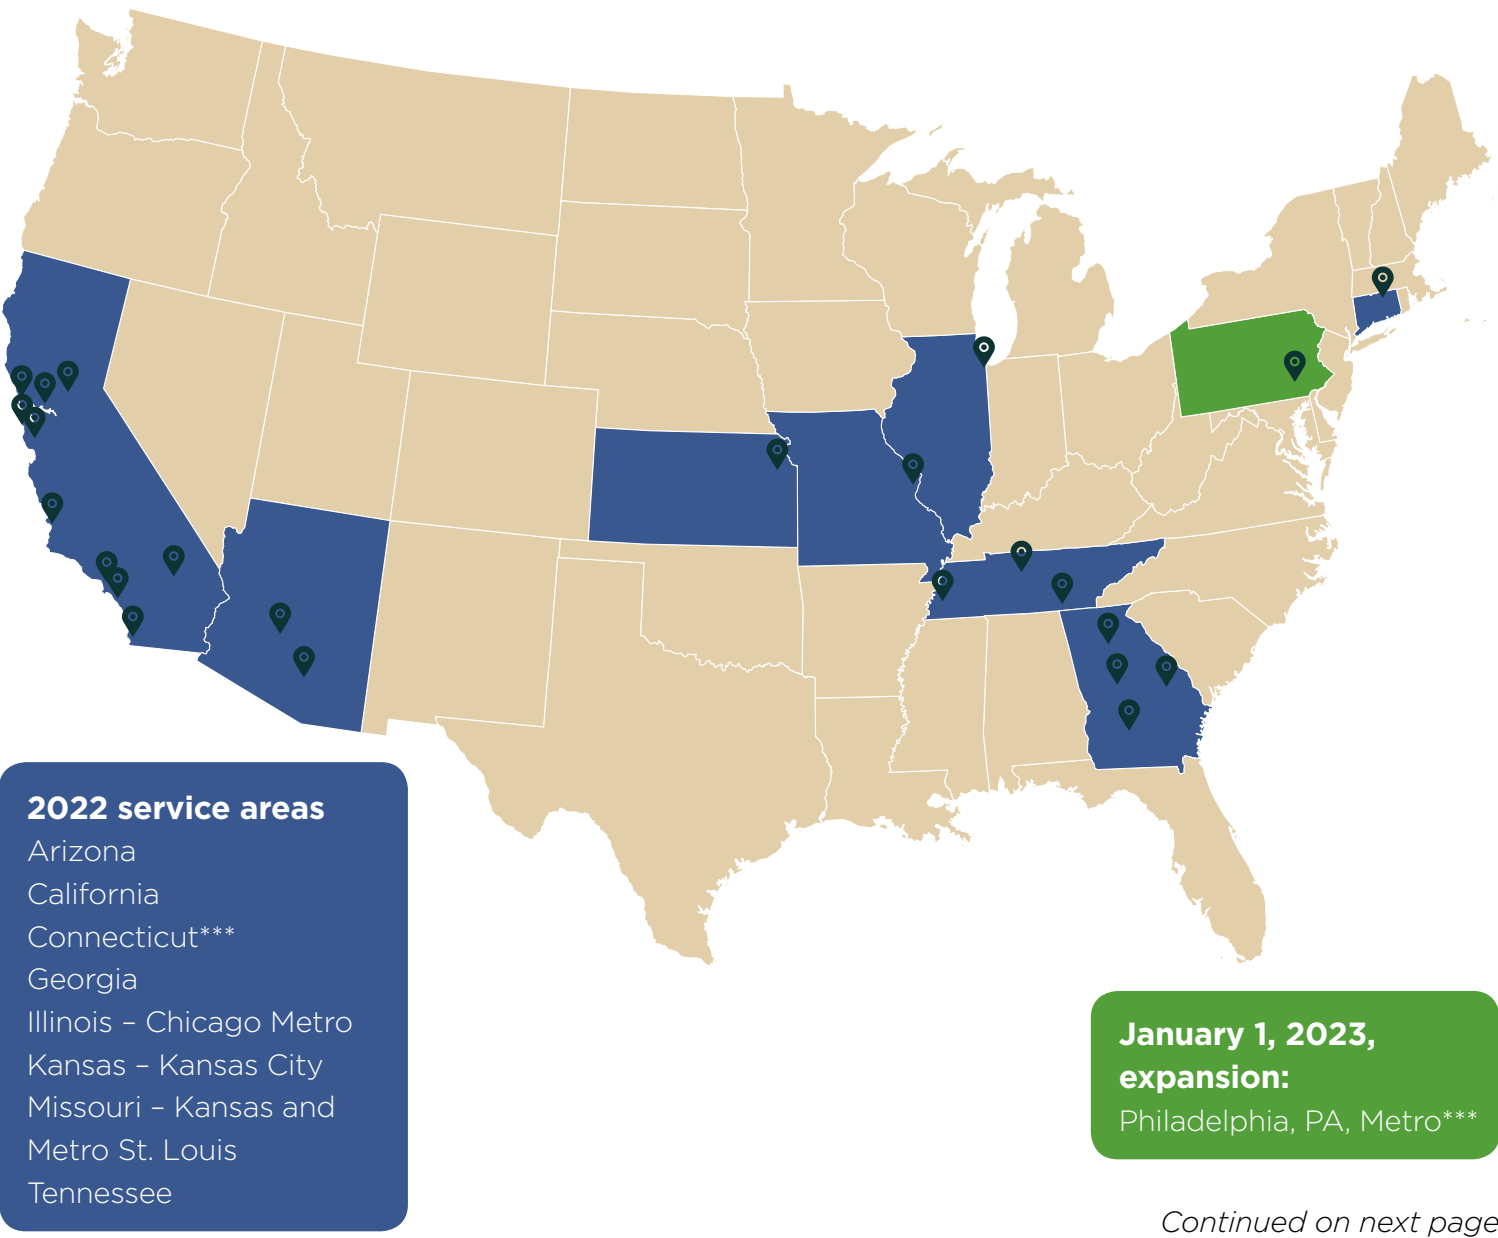 2022 service areas
Arizona
California
Connecticut***
Georgia
Illinois – Chicago Metro
Kansas – Kansas City
Missouri – Kansas and
Metro St. Louis
Tennessee
January 1, 2023,
expansion:
Philadelphia, PA, Metro***
Continued on next page